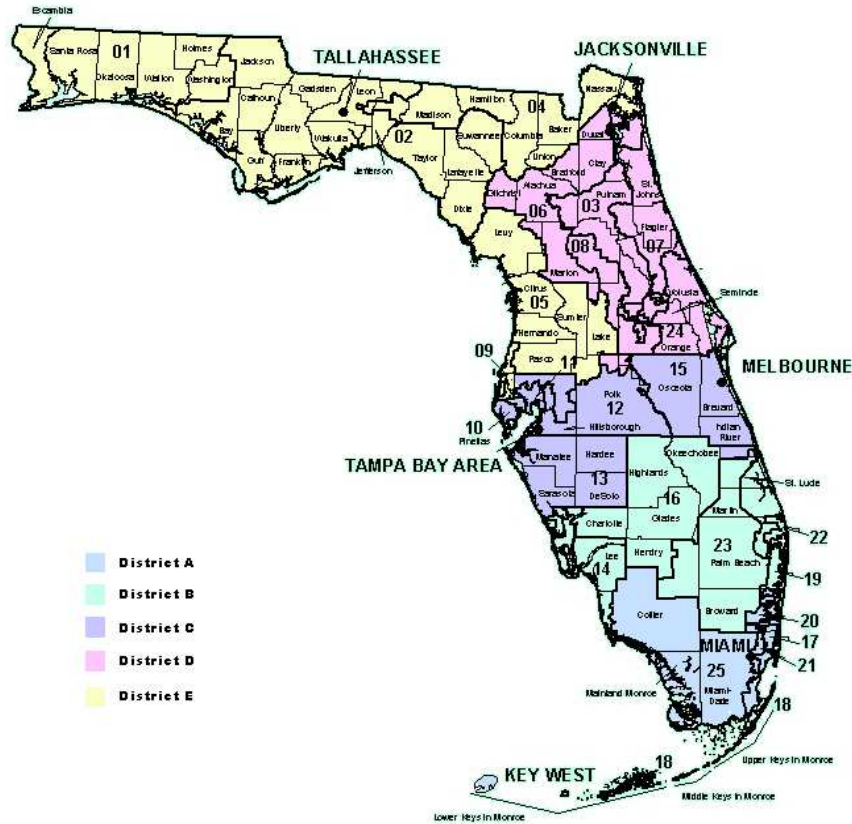 Escambia
Santa Rosa
01
Holmes
Okaloosa
Walton
Washington
Jackson
TALLAHASSEE
JACKSONVILLE
Gadsden
Leon
Calhoun
Liberty
Bay
Gulf
Franklin
Wakulla
Jefferson
02
Madison
Hamilton
04
Taylor
Suwannee
Columbia
Baker
Nassau
Duval
Union
Bradford
Clay
Dixie
Gilchrist
Alachua
06
03
Putnam
St.
Johns
Levy
08
Marion
Flagler
07
Volusia
Citrus
05
Sumter
Lake
Hernando
Pasco
24
Orange
09
11
15
Osceola
MELBOURNE
Polk
12
Brevard
10
Pinellas
Hillsborough
Indian
River
TAMPA BAY AREA
Manatee
Hardee
13
Sarasota
DeSoto
Highlands
Okeechobee
16
Martin
Glades
22
Lee
14
23
Palm Beach
19
Broward
20
Collier
MIAMI
17
21
25
Miami-
Dade
Mainland Monroe
18
KEY WEST
18
Upper Keys in Monroe
Middle Keys in Monroe
Lower Keys in Monroe
District A
District B
District C
District D
District E